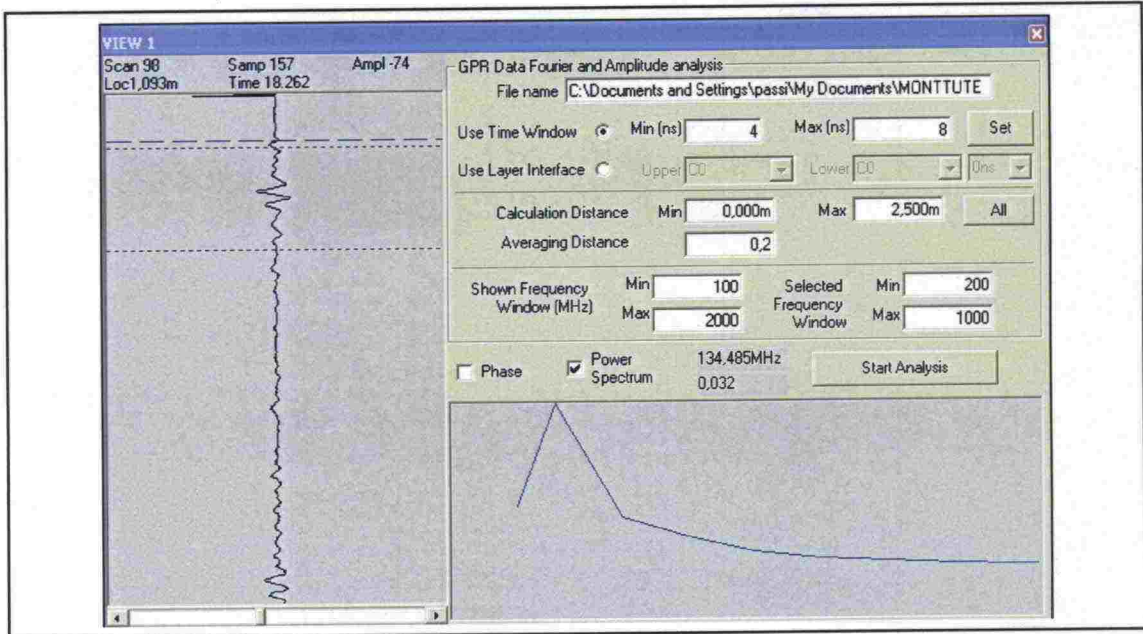 VIEW 1
Scan 98 Samp 157 Ampl -74
Loc1,093m Time 18.262
GPR Data Fourier and Amplitude analysis
File name C:\Documents and Settings\passi\My Documents\MONTTUTE
Use Time Window Min (ns) 4 Max (ns) 8 Set
Use Layer Interface Upper C0 Lower C0 0ns
Calculation Distance Min 0,000m Max 2,500m All
Averaging Distance 0,2
Shown Frequency Window (MHz) Min 100 Max 2000
Selected Frequency Window Min 200 Max 1000
Phase Power Spectrum 134,485MHz 0,032 Start Analysis